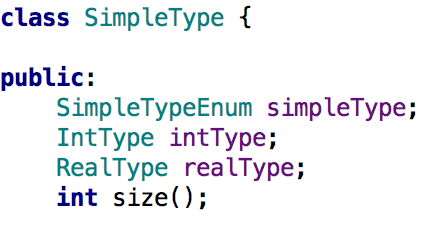 class SimpleType {
public:
SimpleTypeEnum simpleType;
IntType intType;
RealType realType;
int size();